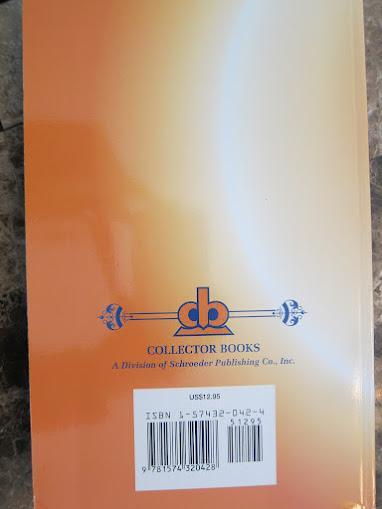 cb
COLLECTOR BOOKS
A Division of Schroeder Publishing Co., Inc.
US$12.95
ISBN 1-57432-042-4
51295
9 781574 320428